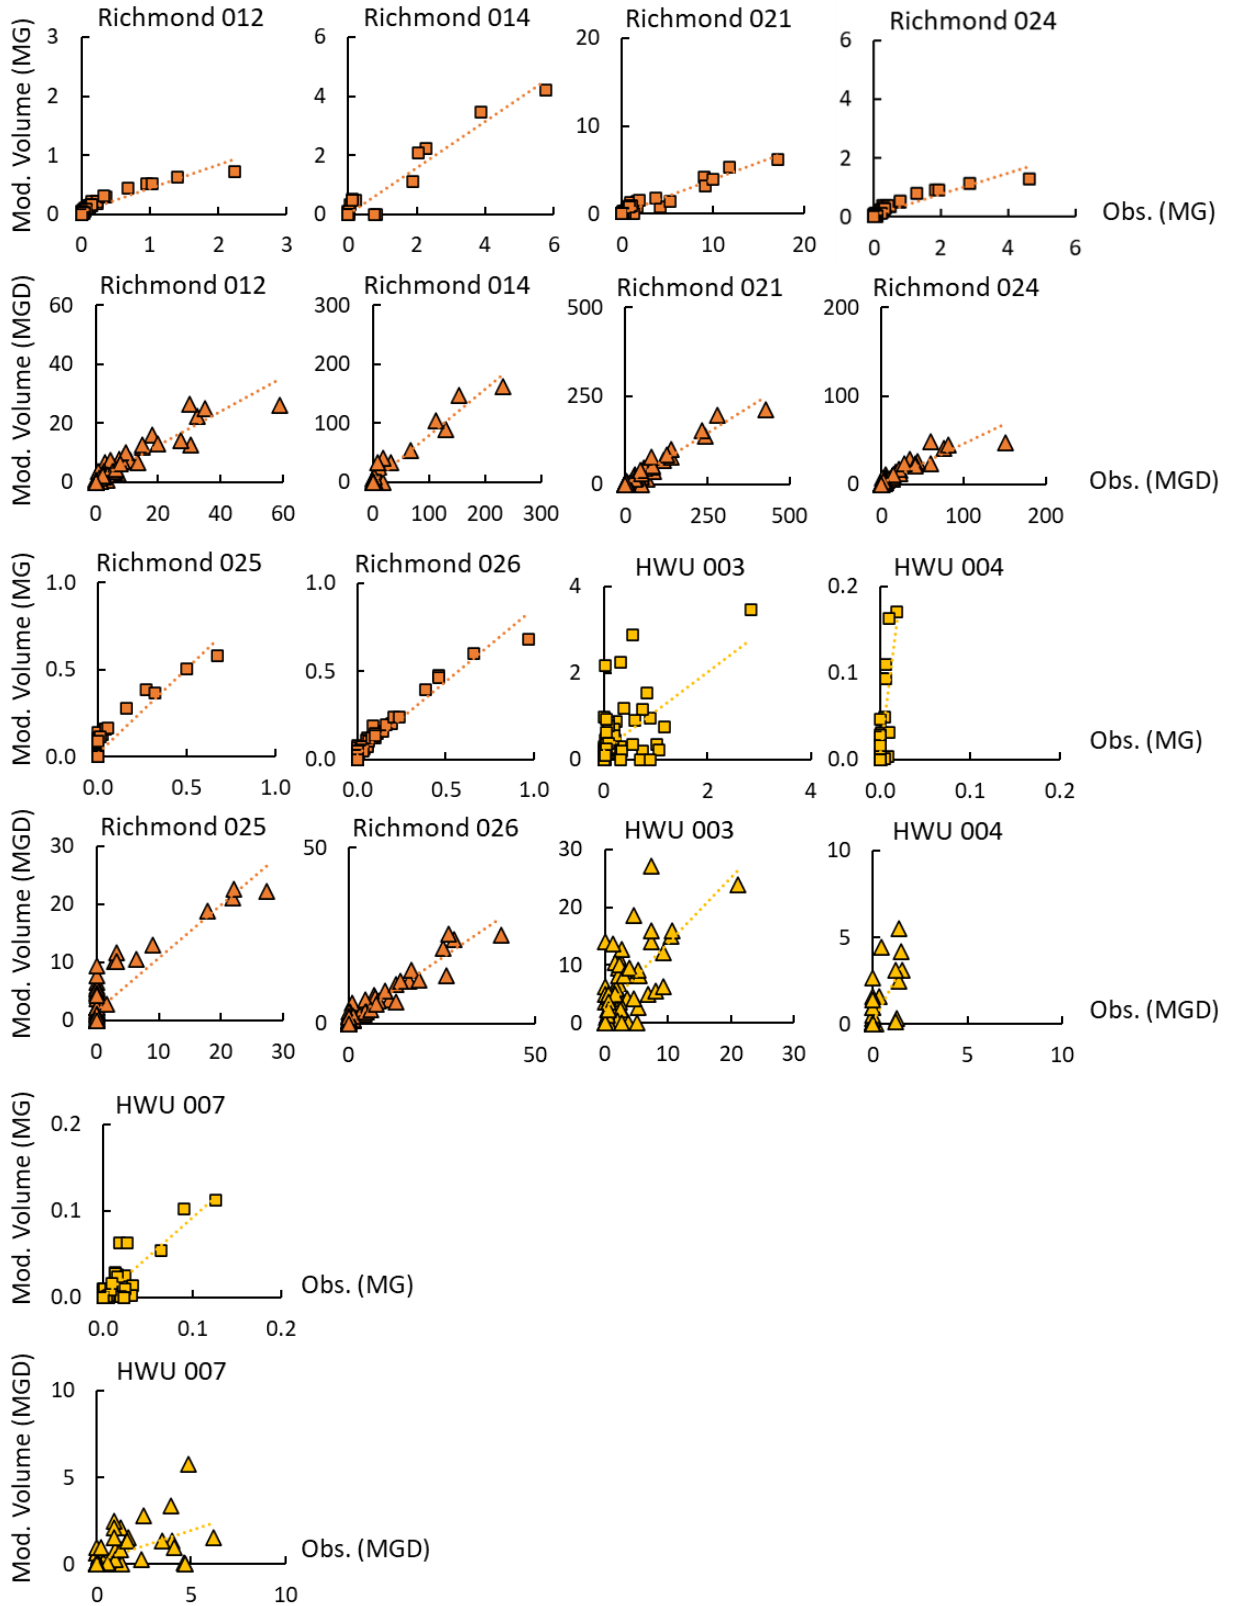 Richmond 012 Richmond 014 Richmond 021 Richmond 024
Mod. Volume (MG)
3 2 1 0
0 1 2 3
6 4 2 0
0 2 4 6
20 10 0
0 10 20
6 4 2 0
0 2 4 6
Obs. (MG)
Richmond 012 Richmond 014 Richmond 021 Richmond 024
Mod. Volume (MGD)
60 40 20 0
0 20 40 60
300 200 100 0
0 100 200 300
500 250 0
0 250 500
200 100 0
0 100 200
Obs. (MGD)
Richmond 025 Richmond 026 HWU 003 HWU 004
Mod. Volume (MG)
1.0 0.5 0.0
0.0 0.5 1.0
1.0 0.5 0.0
0.0 0.5 1.0
4 2 0
0 2 4
0.2 0.1 0.0
0.0 0.1 0.2
Obs. (MG)
Richmond 025 Richmond 026 HWU 003 HWU 004
Mod. Volume (MGD)
30 20 10 0
0 10 20 30
50 0
0 50
30 20 10 0
0 10 20 30
10 5 0
0 5 10
Obs. (MGD)
HWU 007
Mod. Volume (MG)
0.2 0.1 0.0
0.0 0.1 0.2
Obs. (MG)
HWU 007
Mod. Volume (MGD)
10 5 0
0 5 10
Obs. (MGD)